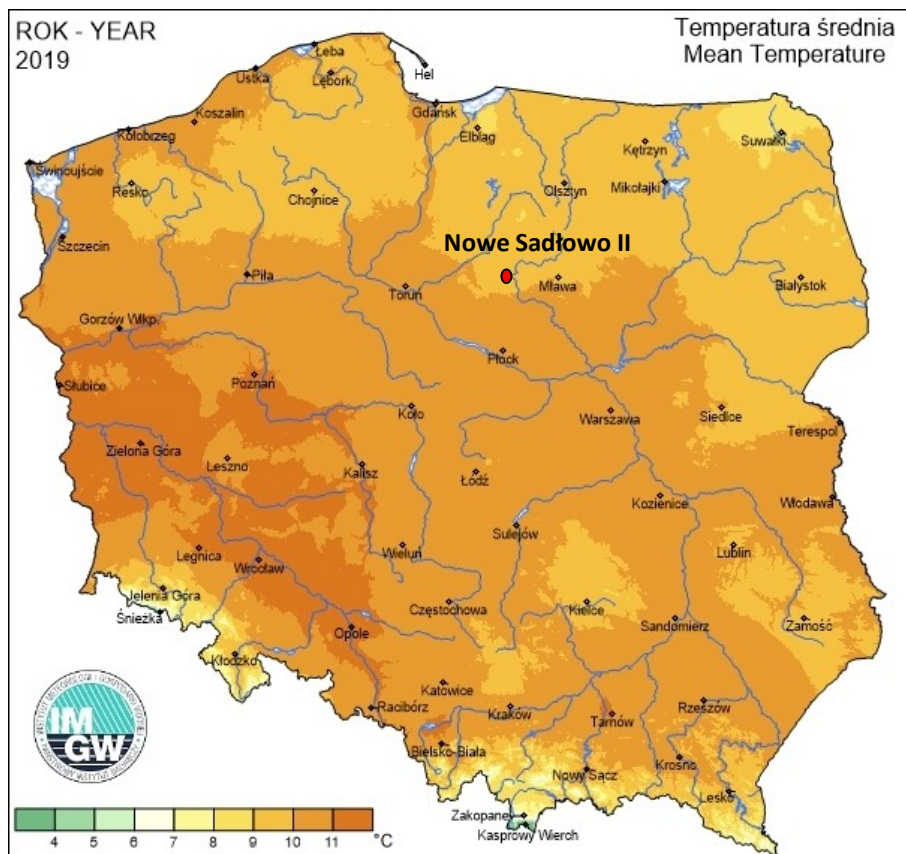 ROK - YEAR
2019
Temperatura średnia
Mean Temperature
Łeba
Ustka
Lębork
Hel
Koszalin
Gdańsk
Kołobrzeg
Elbląg
Kętrzyn
Suwałki
Świnoujście
Resko
Chojnice
Olsztyn
Mikołajki
Szczecin
Nowe Sadłowo II
Piła
Toruń
Mława
Białystok
Gorzów Wlkp.
Płock
Słubice
Poznań
Koło
Warszawa
Siedlce
Terespol
Zielona Góra
Leszno
Kalisz
Łódź
Kozienice
Włodawa
Sulejów
Legnica
Wrocław
Wieluń
Lublin
Jelenia Góra
Śnieżka
Częstochowa
Kielce
Sandomierz
Zamość
Opole
Kłodzko
Katowice
Racibórz
Kraków
Tarnów
Rzeszów
Bielsko-Biała
Nowy Sącz
Krosno
Lesko
Zakopane
Kasprowy Wierch
IM
GW
4 5 6 7 8 9 10 11 °C